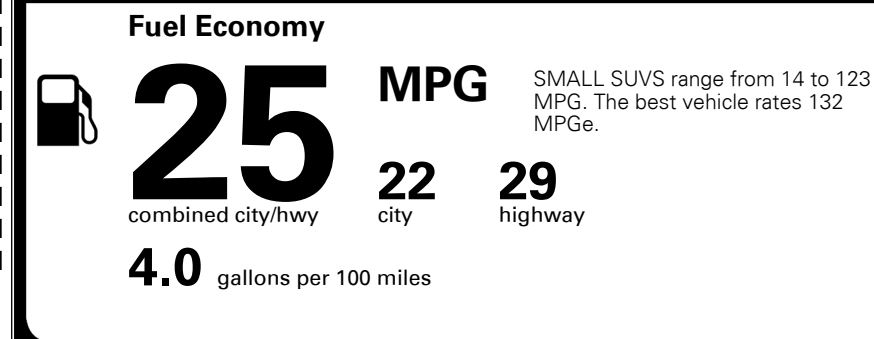 Fuel Economy
25
MPG
SMALL SUVS range from 14 to 123
MPG. The best vehicle rates 132
MPGe.
22
29
combined city/hwy
city
highway
4.0 gallons per 100 miles